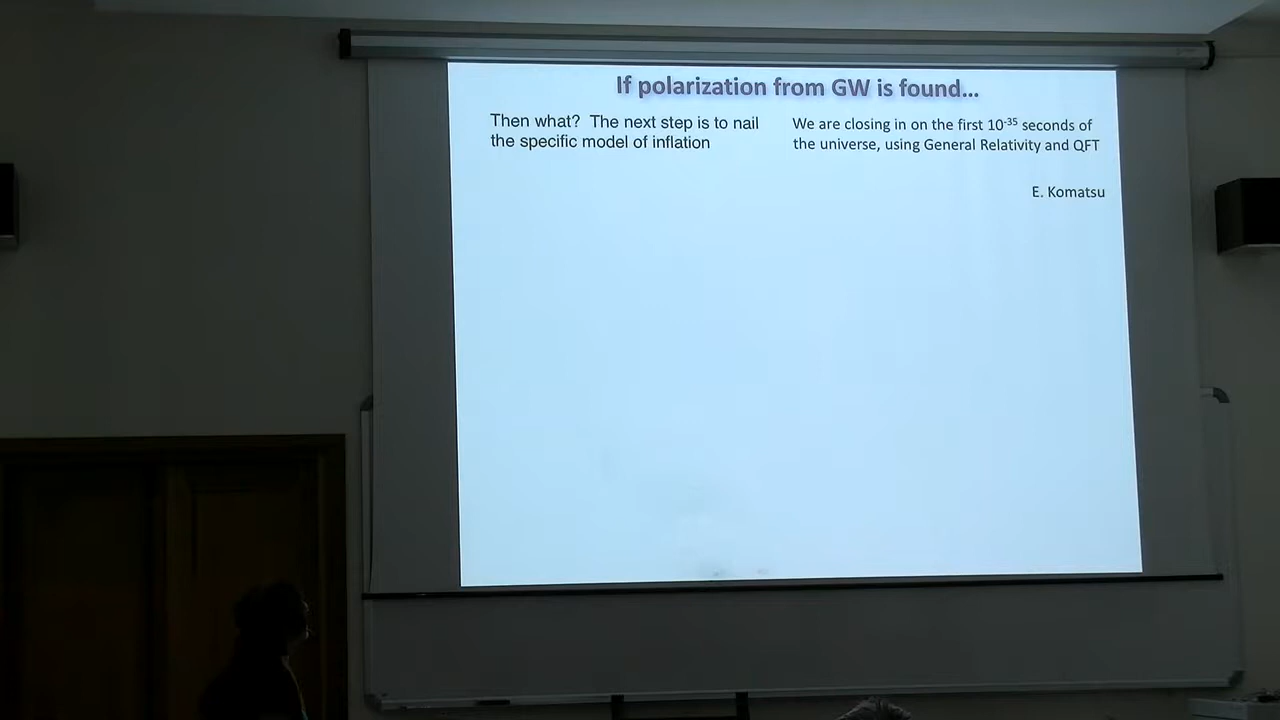 If polarization from GW is found...
Then what? The next step is to nail
the specific model of inflation
We are closing in on the first 10⁻³⁵ seconds of
the universe, using General Relativity and QFT
E. Komatsu